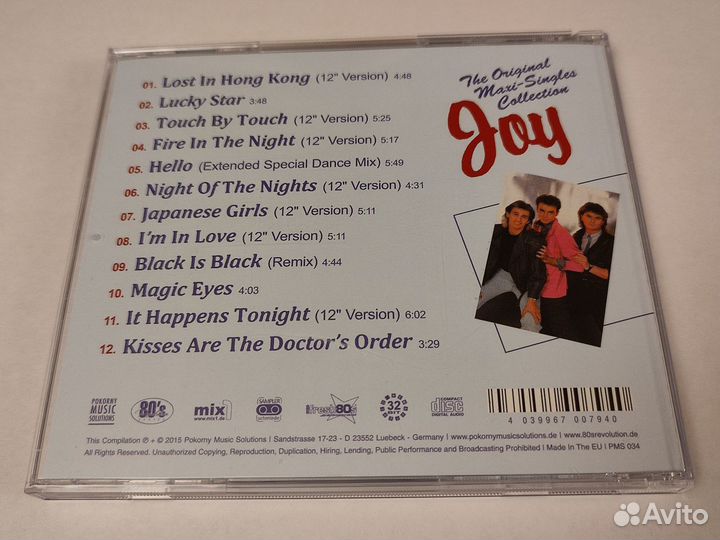 The Original
Maxi-Singles
Collection
Joy
01. Lost In Hong Kong (12" Version) 4:48
02. Lucky Star 3:48
03. Touch By Touch (12" Version) 5:25
04. Fire In The Night (12" Version) 5:17
05. Hello (Extended Special Dance Mix) 5:49
06. Night Of The Nights (12" Version) 4:31
07. Japanese Girls (12" Version) 5:11
08. I'm In Love (12" Version) 5:11
09. Black Is Black (Remix) 4:44
10. Magic Eyes 4:03
11. It Happens Tonight (12" Version) 6:02
12. Kisses Are The Doctor's Order 3:29
POKORNY
MUSIC
SOLUTIONS
80's
mix1
www.mix1.de
SAMPLER
fresh80s
32
BIT
COMPACT
disc
DIGITAL AUDIO
4 039967 007940
This Compilation ℗ + © 2015 Pokorny Music Solutions | Sandstrasse 17-23 - D 23552 Luebeck - Germany | www.pokornymusicsolutions.de | www.80srevolution.de
All Rights Reserved. Unauthorized Copying, Reproduction, Duplication, Hiring, Lending, Public Performance and Broadcasting Prohibited | Made In The EU | PMS 034
Avito